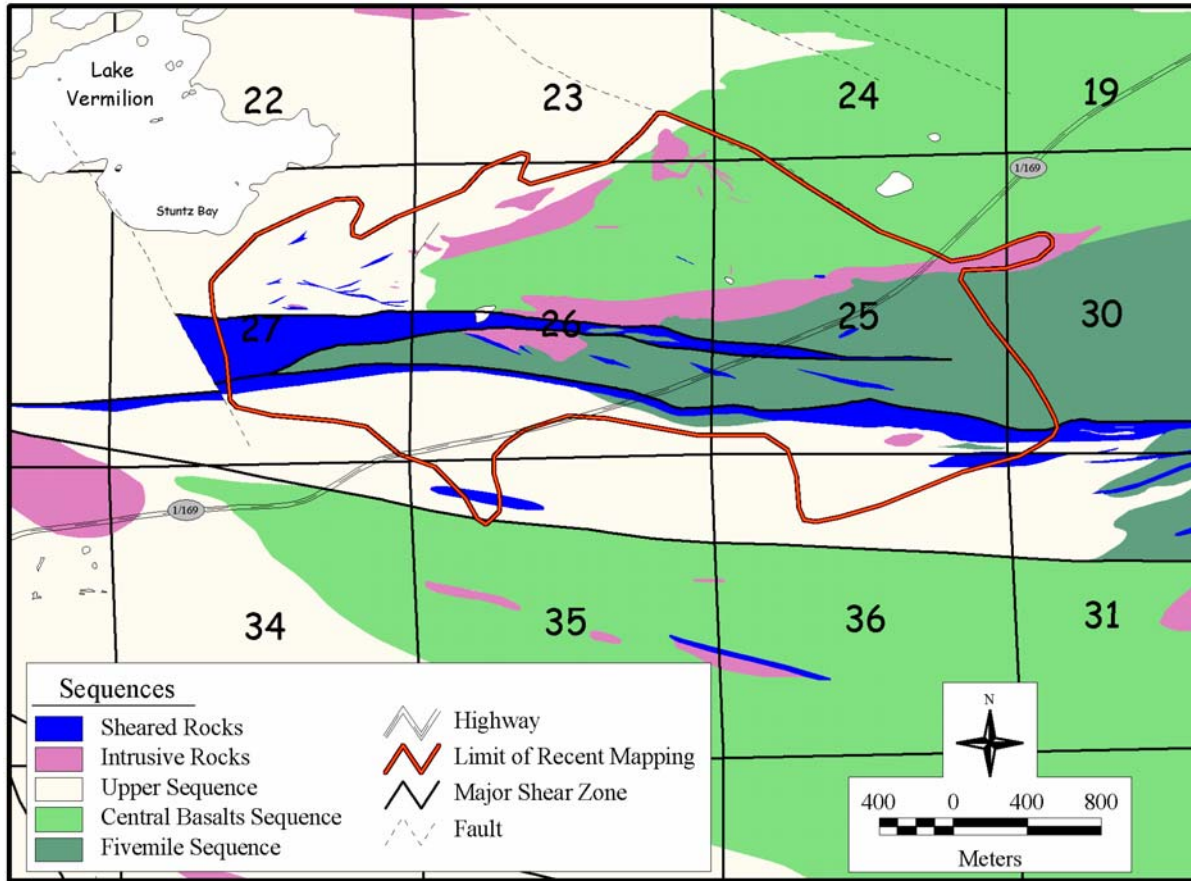 Lake
Vermilion
22
23
24
19
1/169
Stuntz Bay
27
26
25
30
1/169
34
35
36
31
Sequences
Sheared Rocks
Intrusive Rocks
Upper Sequence
Central Basalts Sequence
Fivemile Sequence
Highway
Limit of Recent Mapping
Major Shear Zone
Fault
N
400 0 400 800
Meters